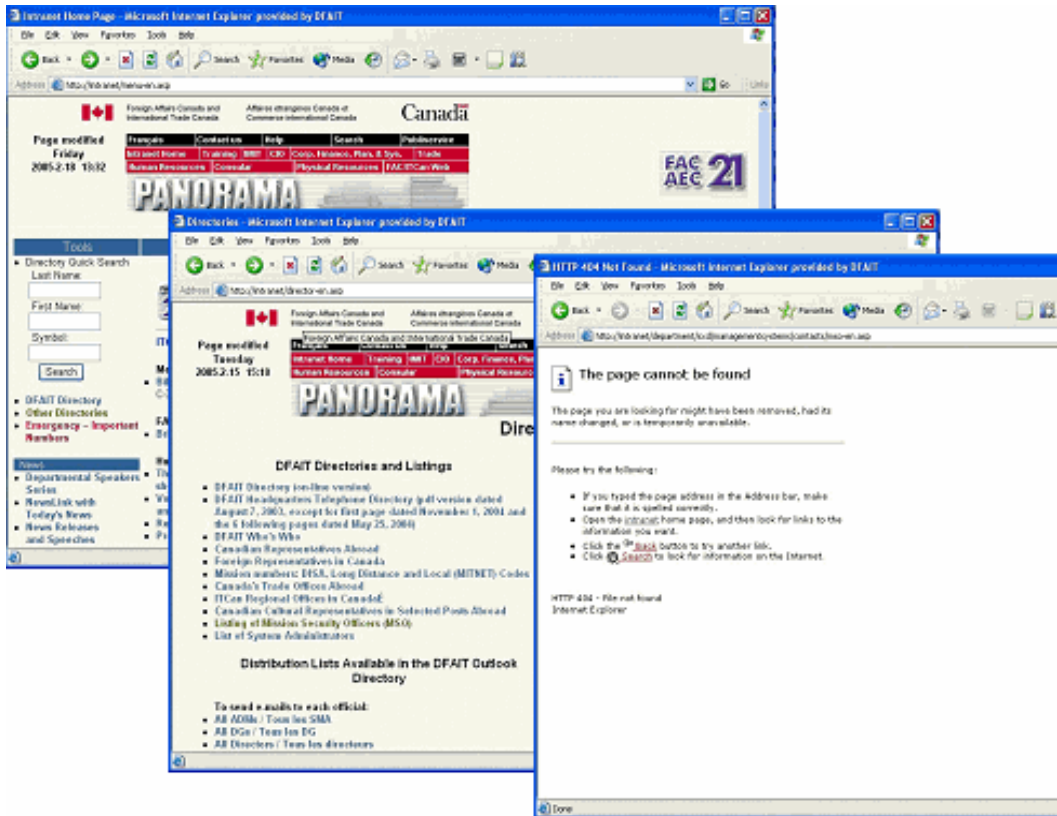 Intranet Home Page - Microsoft Internet Explorer provided by DFAIT
File Edit View Favorites Tools Help
Back Search Favorites Media
Address http://intranet/menu-en.asp Go Links
Foreign Affairs Canada and Affaires étrangères Canada et
International Trade Canada Commerce international Canada
Canada
Page modified
Friday
2005.2.18 13:32
Français Contact us Help Search Publiservice
Intranet Home Training IMIT CIO Corp. Finance, Plan. & Sys. Trade
Human Resources Consular Physical Resources FAC/ITCan Web
PANORAMA
FAC
AEC 21
Tools
Directory Quick Search
Last Name:
First Name:
Symbol:
Search
DFAIT Directory
Other Directories
Emergency – Important
Numbers
News
Departmental Speakers
Series
NewsLink with
Today's News
News Releases
and Speeches
Directories - Microsoft Internet Explorer provided by DFAIT
File Edit View Favorites Tools Help
Back Search Favorites Media
Address http://intranet/director-en.asp
Foreign Affairs Canada and Affaires étrangères Canada et
International Trade Canada Commerce international Canada
Foreign Affairs Canada and International Trade Canada
Page modified
Tuesday
2005.2.15 15:18
Intranet Home Training IMIT CIO Corp. Finance, Plan
Human Resources Consular Physical Resourc
PANORAMA
Dire
DFAIT Directories and Listings
DFAIT Directory (on-line version)
DFAIT Headquarters Telephone Directory (pdf version dated
August 7, 2003, except for first page dated November 1, 2004 and
the 6 following pages dated May 25, 2004)
DFAIT Who's Who
Canadian Representatives Abroad
Foreign Representatives in Canada
Mission numbers: DISA, Long Distance and Local (MITNET) Codes
Canada's Trade Offices Abroad
ITCan Regional Offices in CanadaÉ
Canadian Cultural Representatives in Selected Posts Abroad
Listing of Mission Security Officers (MSO)
List of System Administrators
Distribution Lists Available in the DFAIT Outlook
Directory
To send e-mails to each official:
All ADMs / Tous les SMA
All DGs / Tous les DG
All Directors / Tous les directeurs
HTTP 404 Not Found - Microsoft Internet Explorer provided by DFAIT
File Edit View Favorites Tools Help
Back Search Favorites Media
Address
The page cannot be found
The page you are looking for might have been removed, had its
name changed, or is temporarily unavailable.
Please try the following:
If you typed the page address in the Address bar, make
sure that it is spelled correctly.
Open the intranet home page, and then look for links to the
information you want.
Click the Back button to try another link.
Click Search to look for information on the Internet.
HTTP 404 - File not found
Internet Explorer
Done